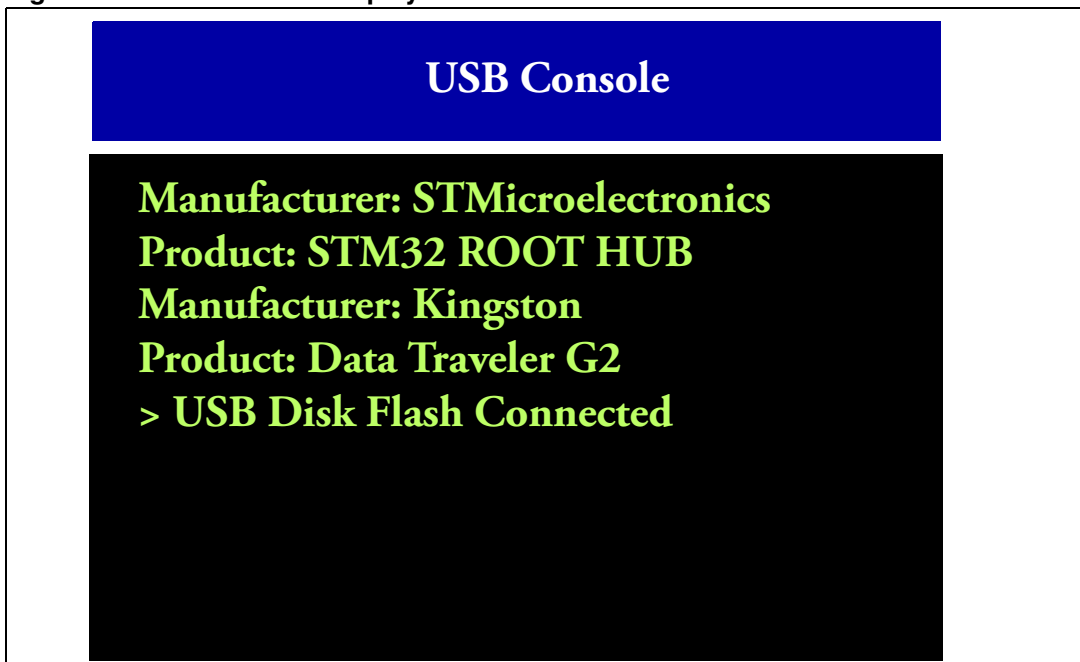 USB Console
Manufacturer: STMicroelectronics
Product: STM32 ROOT HUB
Manufacturer: Kingston
Product: Data Traveler G2
> USB Disk Flash Connected